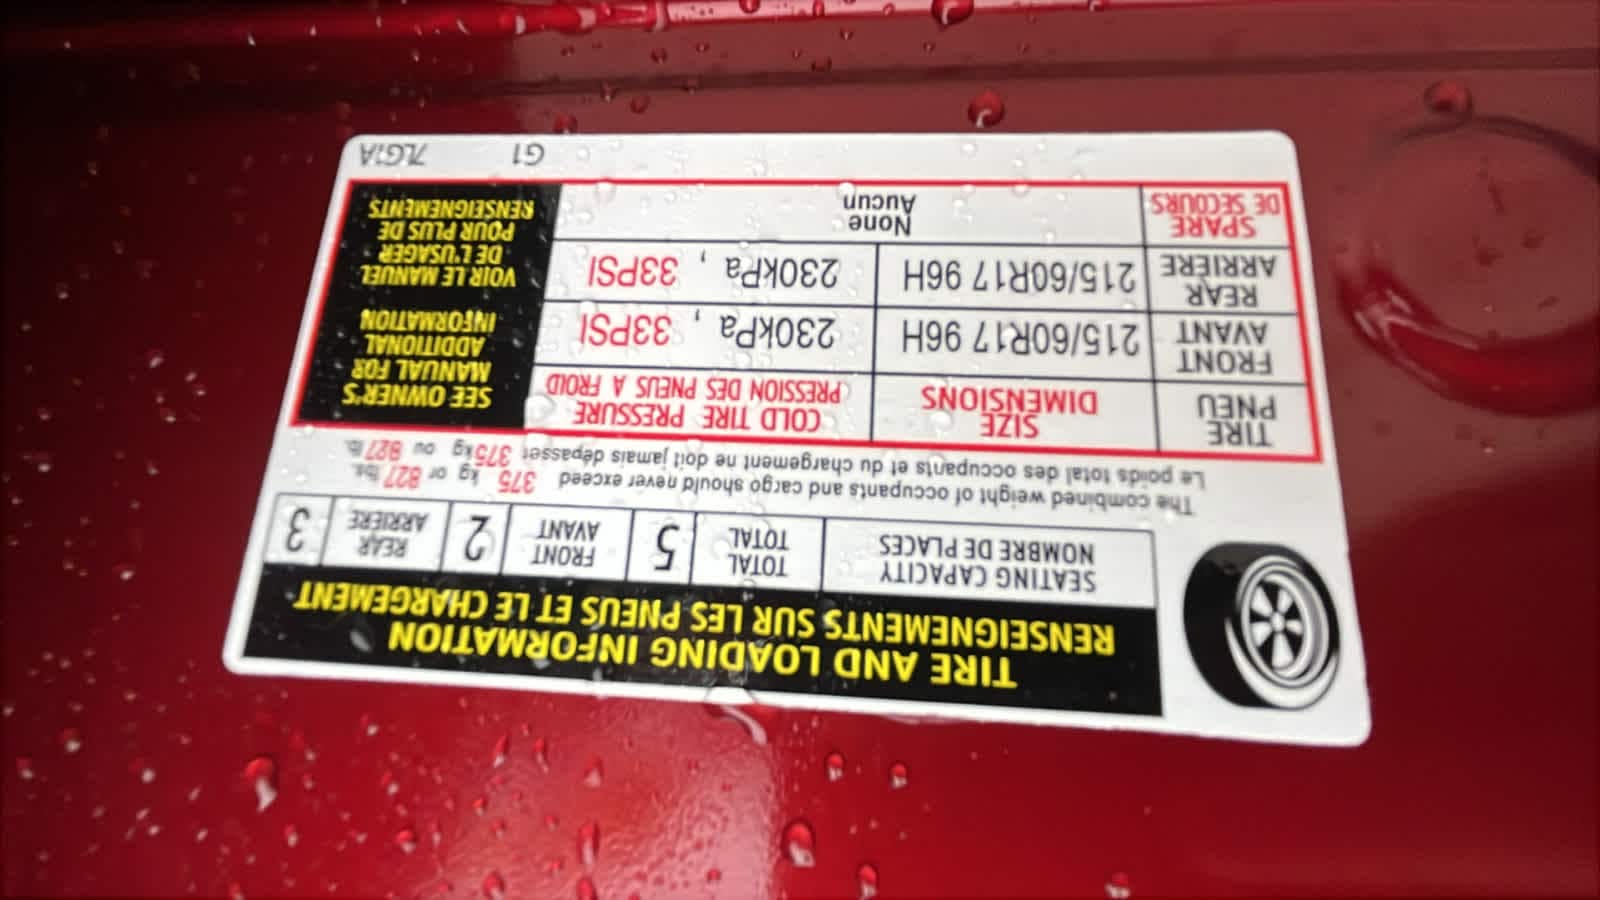 TIRE AND LOADING INFORMATION
RENSEIGNEMENTS SUR LES PNEUS ET LE CHARGEMENT
SEATING CAPACITY
NOMBRE DE PLACES
TOTAL
TOTAL
5
FRONT
AVANT
2
REAR
ARRIÈRE
3
The combined weight of occupants and cargo should never exceed 375 kg or 827 lbs.
Le poids total des occupants et du chargement ne doit jamais dépasser 375kg ou 827 lb.
TIRE
PNEU
SIZE
DIMENSIONS
COLD TIRE PRESSURE
PRESSION DES PNEUS A FROID
SEE OWNER'S
MANUAL FOR
ADDITIONAL
INFORMATION
FRONT
AVANT
215/60R17 96H
230kPa , 33PSI
REAR
ARRIÈRE
215/60R17 96H
230kPa , 33PSI
VOIR LE MANUEL
DE L'USAGER
POUR PLUS DE
RENSEIGNEMENTS
SPARE
DE SECOURS
None
Aucun
G1 7LG1A